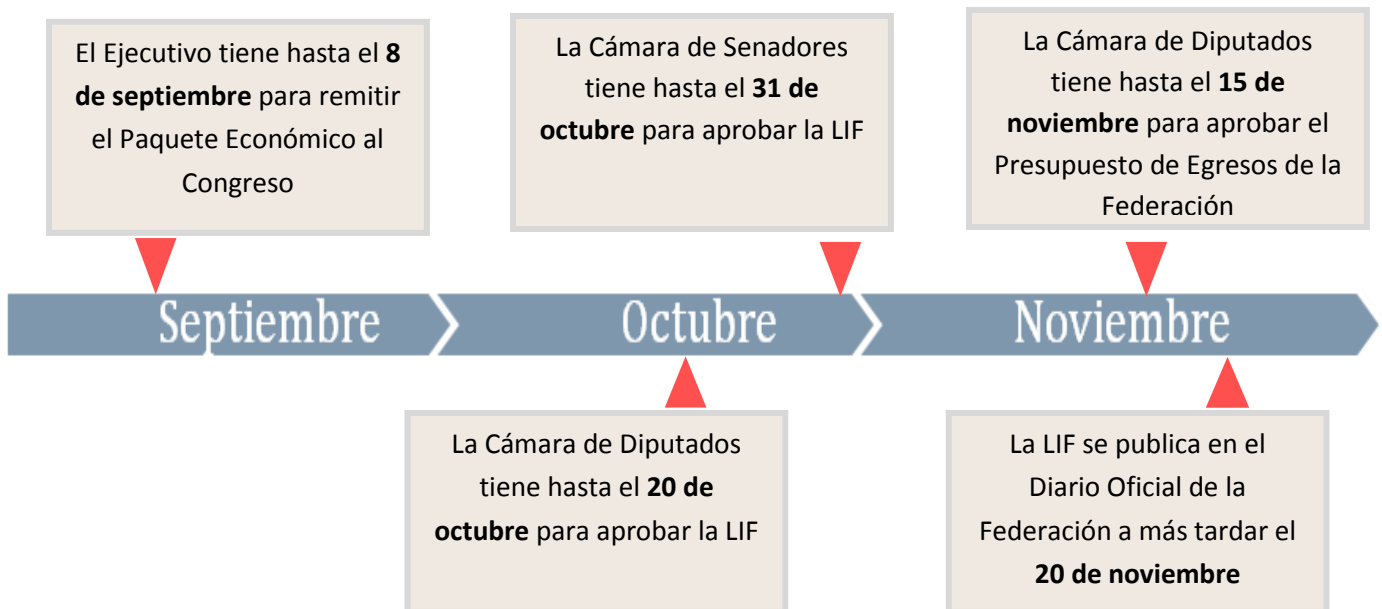 El Ejecutivo tiene hasta el 8
de septiembre para remitir
el Paquete Económico al
Congreso
La Cámara de Senadores
tiene hasta el 31 de
octubre para aprobar la LIF
La Cámara de Diputados
tiene hasta el 15 de
noviembre para aprobar el
Presupuesto de Egresos de la
Federación
Septiembre
Octubre
Noviembre
La Cámara de Diputados
tiene hasta el 20 de
octubre para aprobar la LIF
La LIF se publica en el
Diario Oficial de la
Federación a más tardar el
20 de noviembre